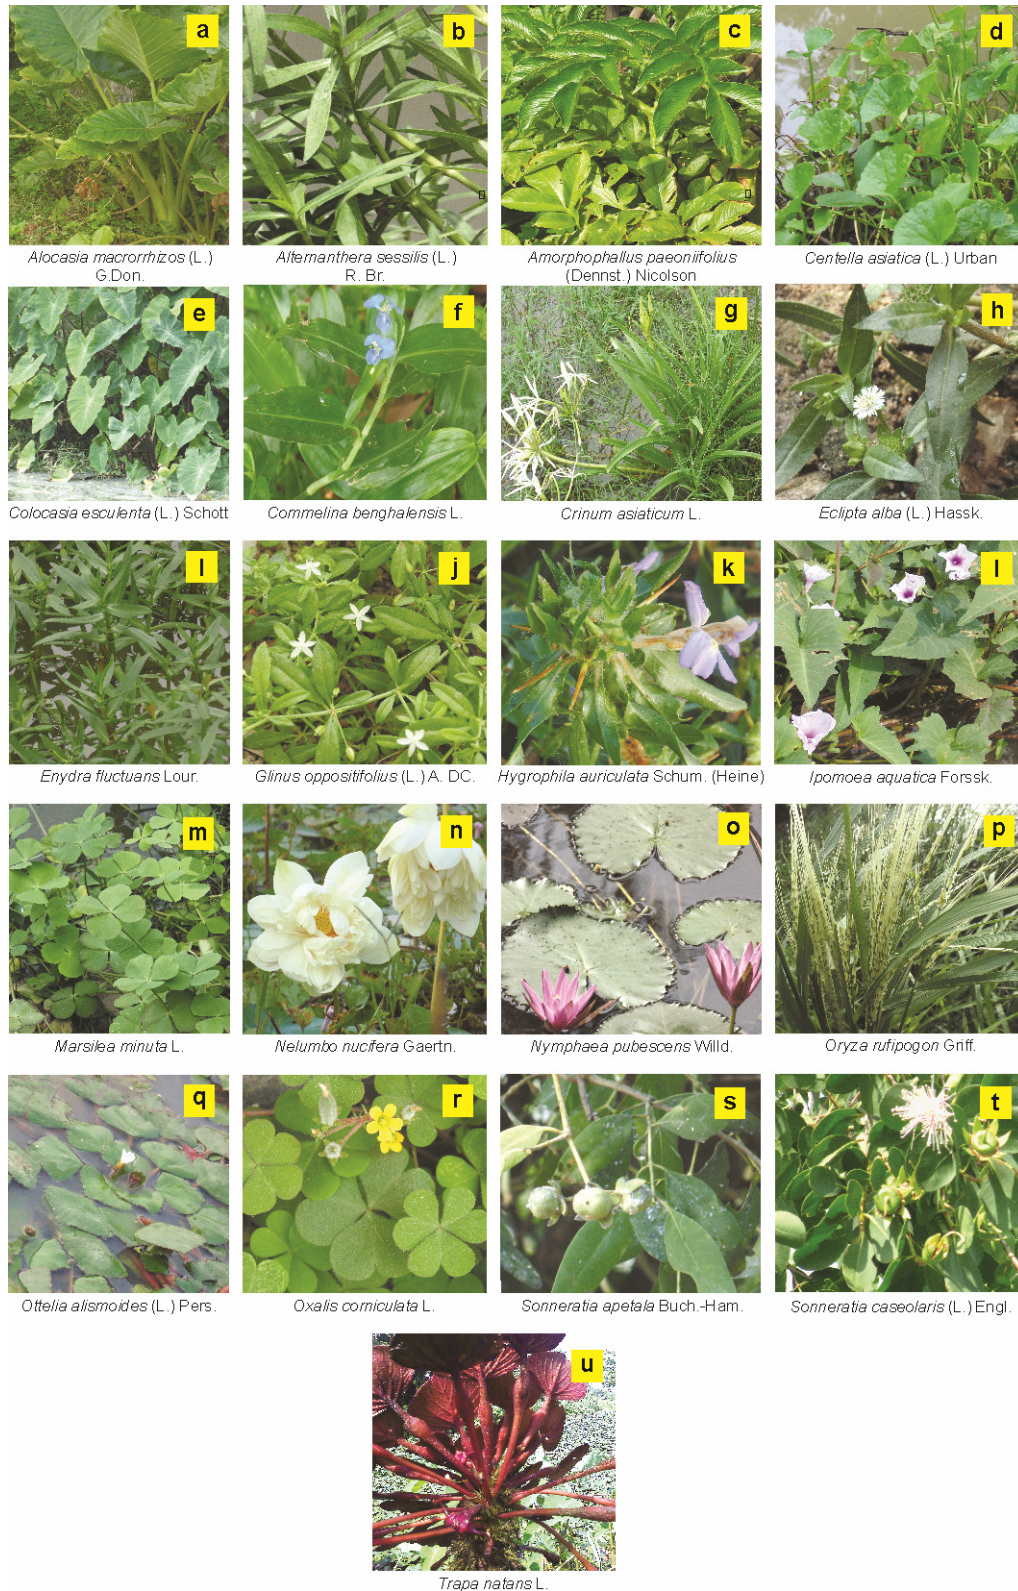 a
b
c
d
Alocasia macrorrhizos (L.)
G.Don.
Alternanthera sessilis (L.)
R. Br.
Amorphophallus paeoniifolius
(Dennst.) Nicolson
Centella asiatica (L.) Urban
e
f
g
h
Colocasia esculenta (L.) Schott
Commelina benghalensis L.
Crinum asiaticum L.
Eclipta alba (L.) Hassk.
I
j
k
l
Enydra fluctuans Lour.
Glinus oppositifolius (L.) A. DC.
Hygrophila auriculata Schum. (Heine)
Ipomoea aquatica Forssk.
m
n
o
p
Marsilea minuta L.
Nelumbo nucifera Gaertn.
Nymphaea pubescens Willd.
Oryza rufipogon Griff.
q
r
s
t
Ottelia alismoides (L.) Pers.
Oxalis corniculata L.
Sonneratia apetala Buch.-Ham.
Sonneratia caseolaris (L.) Engl.
u
Trapa natans L.